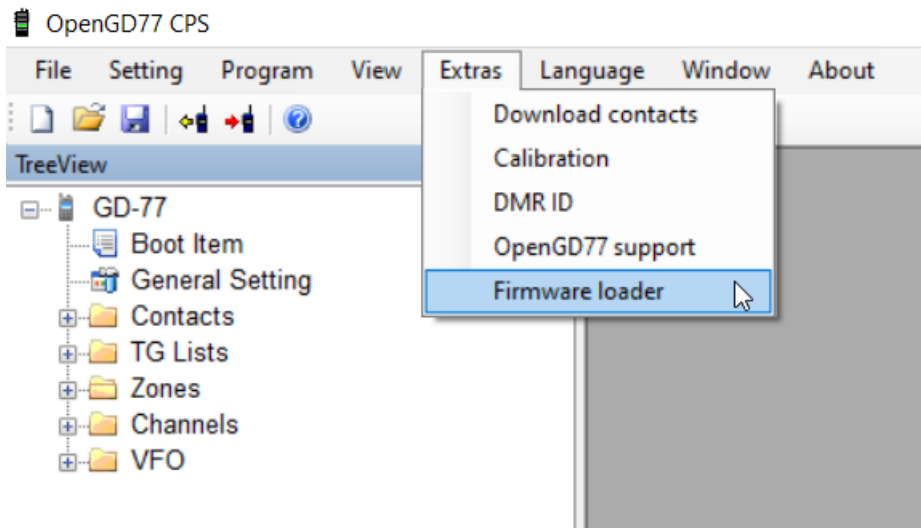 OpenGD77 CPS
File Setting Program View Extras Language Window About
Download contacts
Calibration
DMR ID
OpenGD77 support
Firmware loader
TreeView
GD-77
Boot Item
General Setting
Contacts
TG Lists
Zones
Channels
VFO